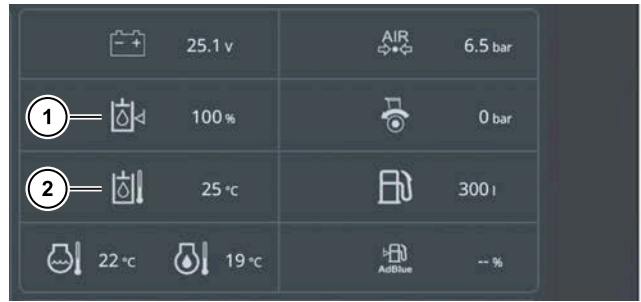 25.1 v
AIR
6.5 bar
1
100 %
0 bar
2
25 °C
300 l
22 °C
19 °C
AdBlue
-- %